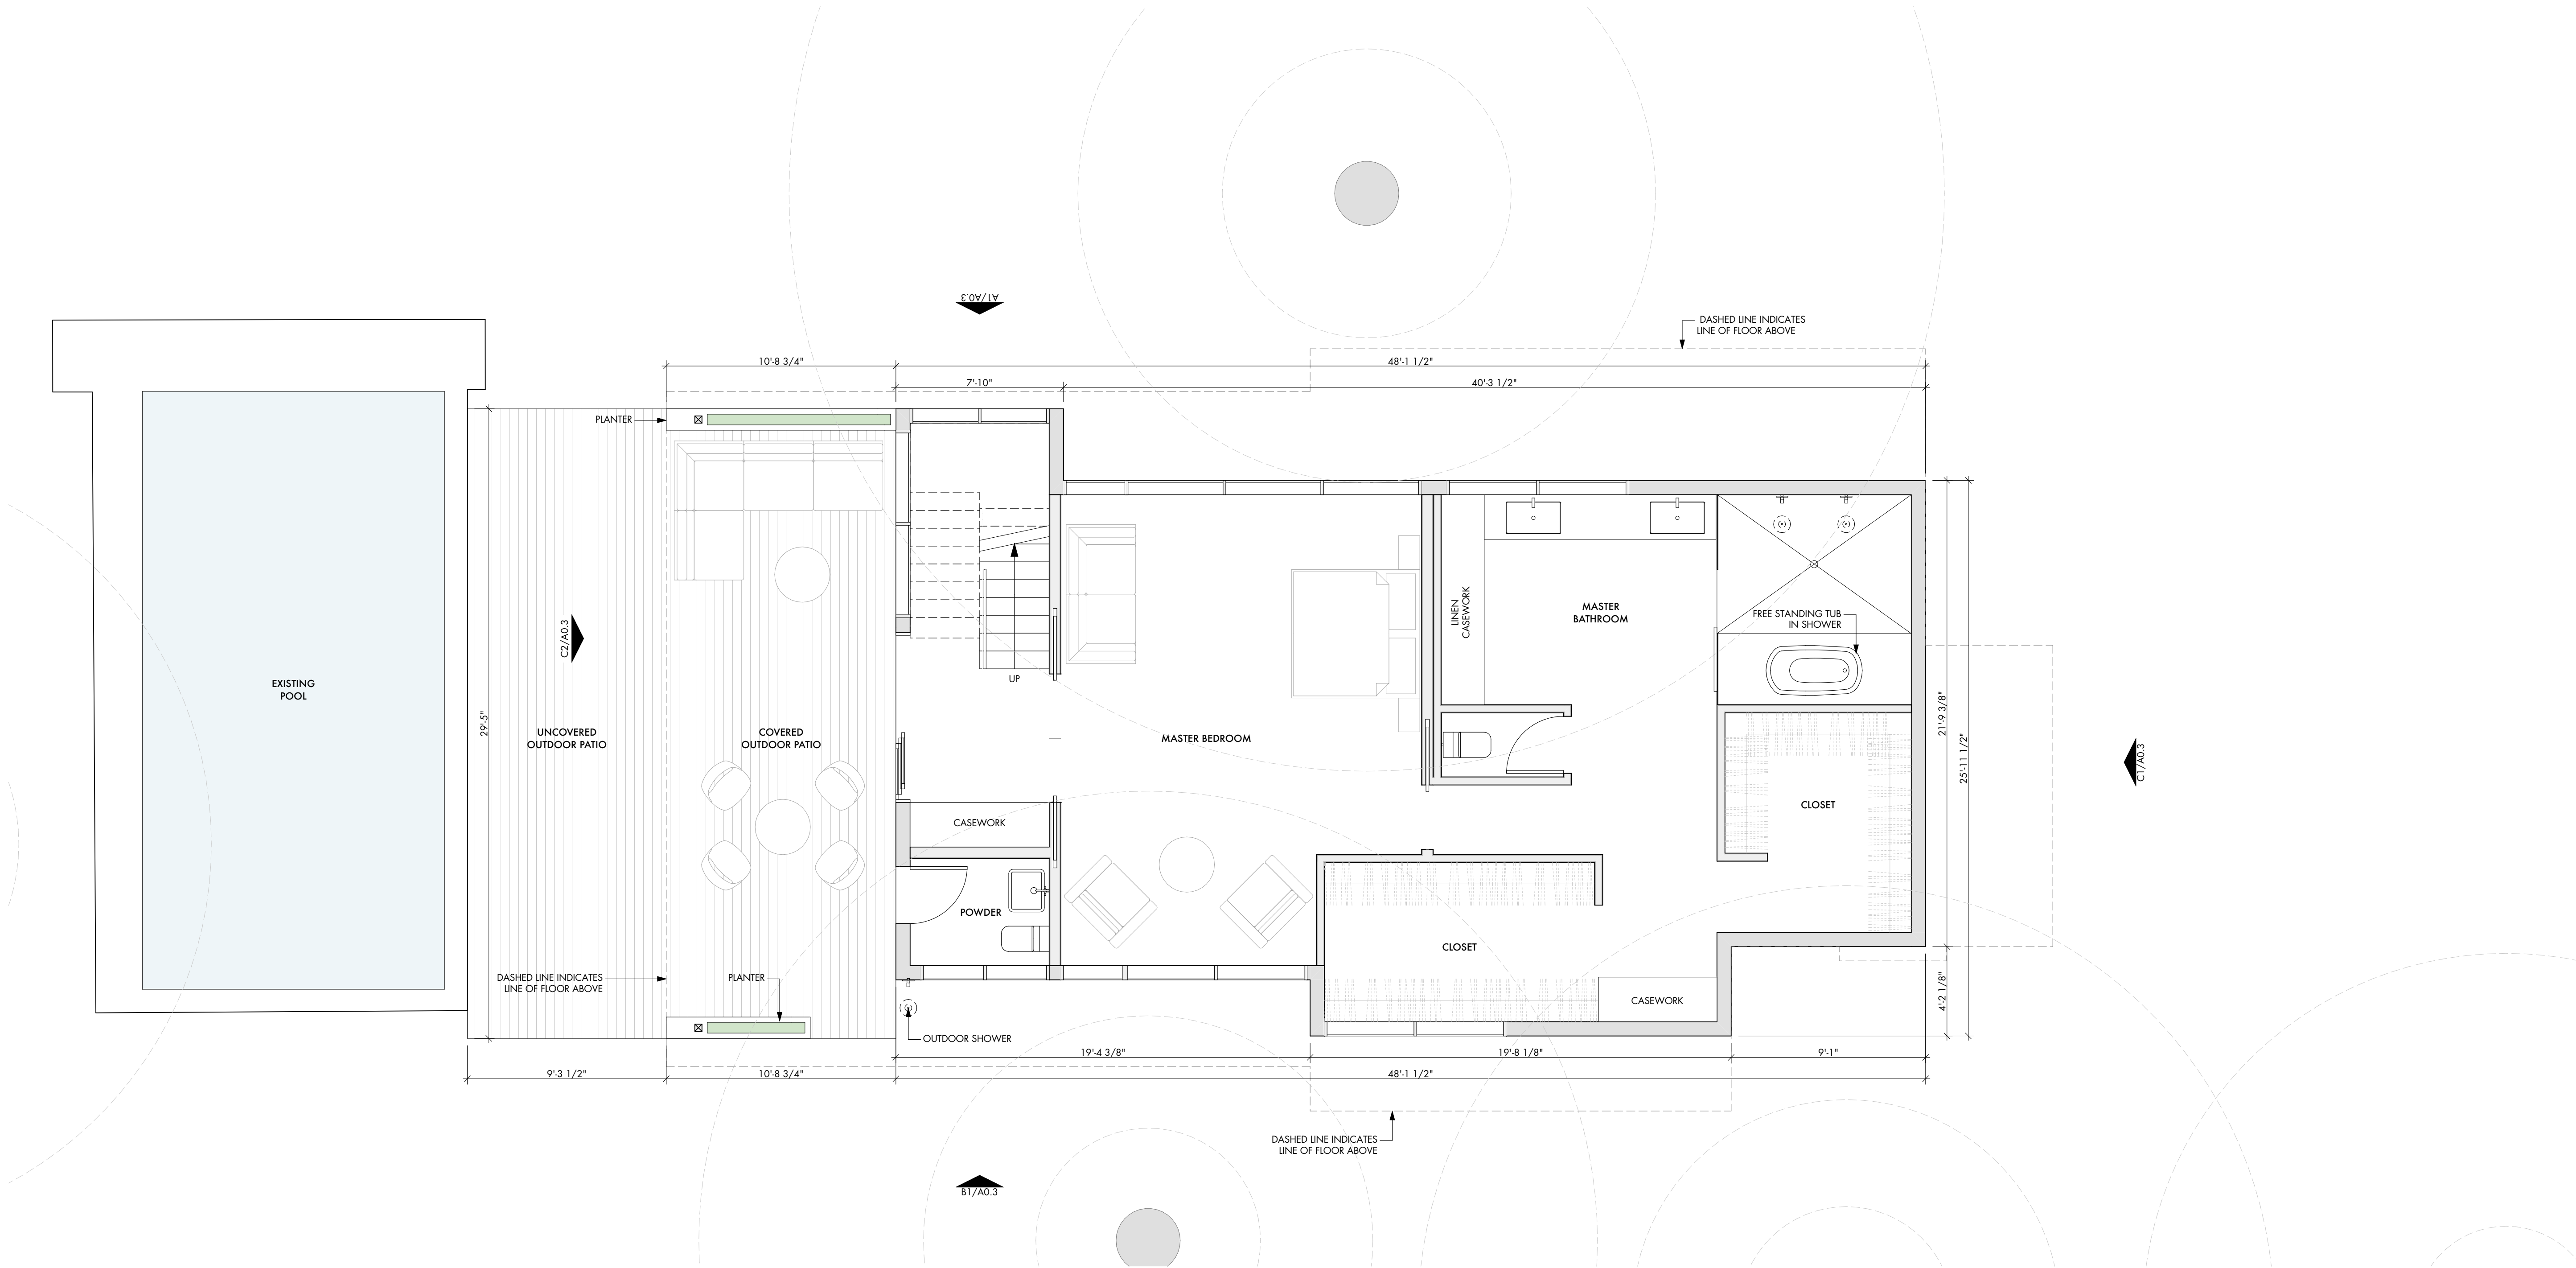 A1/A0.3
DASHED LINE INDICATES
LINE OF FLOOR ABOVE
10'-8 3/4"
48'-1 1/2"
7'-10"
40'-3 1/2"
PLANTER
LINEN
CASEWORK
MASTER
BATHROOM
FREE STANDING TUB
IN SHOWER
C2/A0.3
EXISTING
POOL
UP
29'-5"
UNCOVERED
OUTDOOR PATIO
COVERED
OUTDOOR PATIO
MASTER BEDROOM
21'-9 3/8"
25'-11 1/2"
C1/A0.3
CLOSET
CASEWORK
POWDER
CLOSET
DASHED LINE INDICATES
LINE OF FLOOR ABOVE
PLANTER
CASEWORK
4'-2 1/8"
OUTDOOR SHOWER
19'-4 3/8"
19'-8 1/8"
9'-1"
9'-3 1/2"
10'-8 3/4"
48'-1 1/2"
DASHED LINE INDICATES
LINE OF FLOOR ABOVE
B1/A0.3